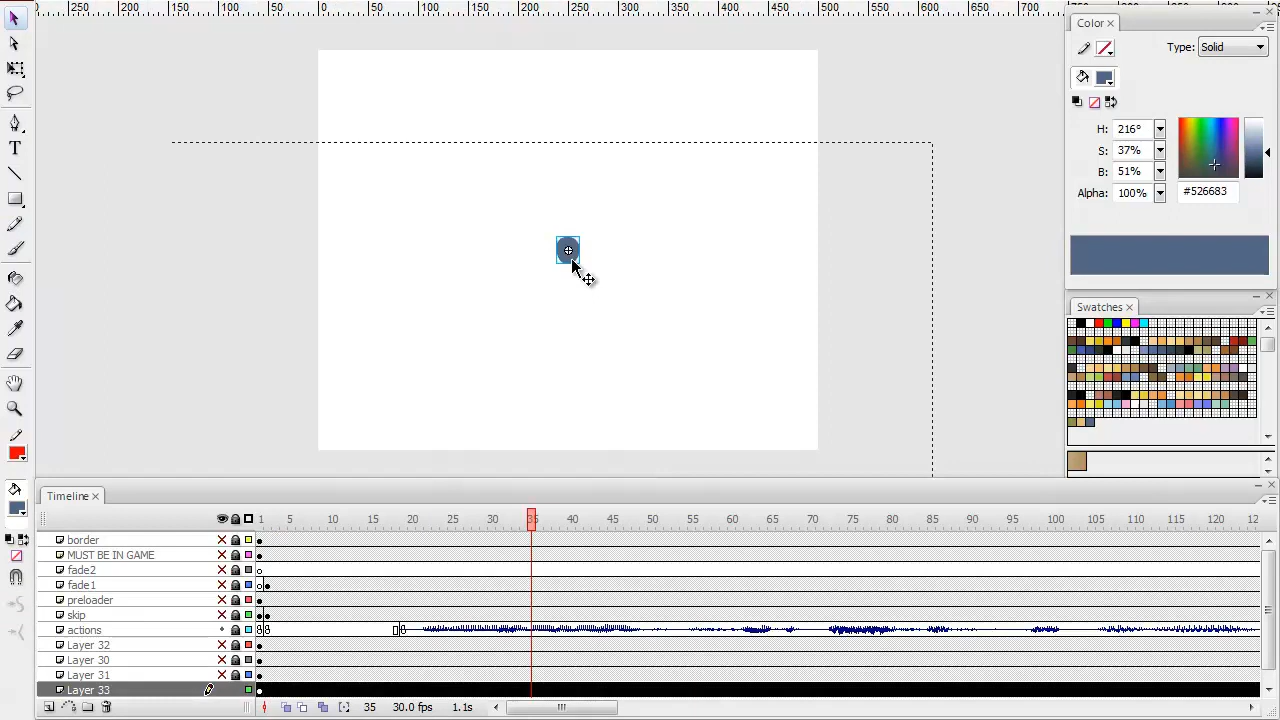 250 200 150 100 50 0 50 100 150 200 250 300 350 400 450 500 550 600 650 700
Color
Type: Solid
H: 216°
S: 37%
B: 51%
Alpha: 100% #526683
Swatches
Timeline
1 5 10 15 20 25 30 35 40 45 50 55 60 65 70 75 80 85 90 95 100 105 110 115 120 12
border
MUST BE IN GAME
fade2
fade1
preloader
skip
actions
Layer 32
Layer 30
Layer 31
Layer 33
35 30.0 fps 1.1s